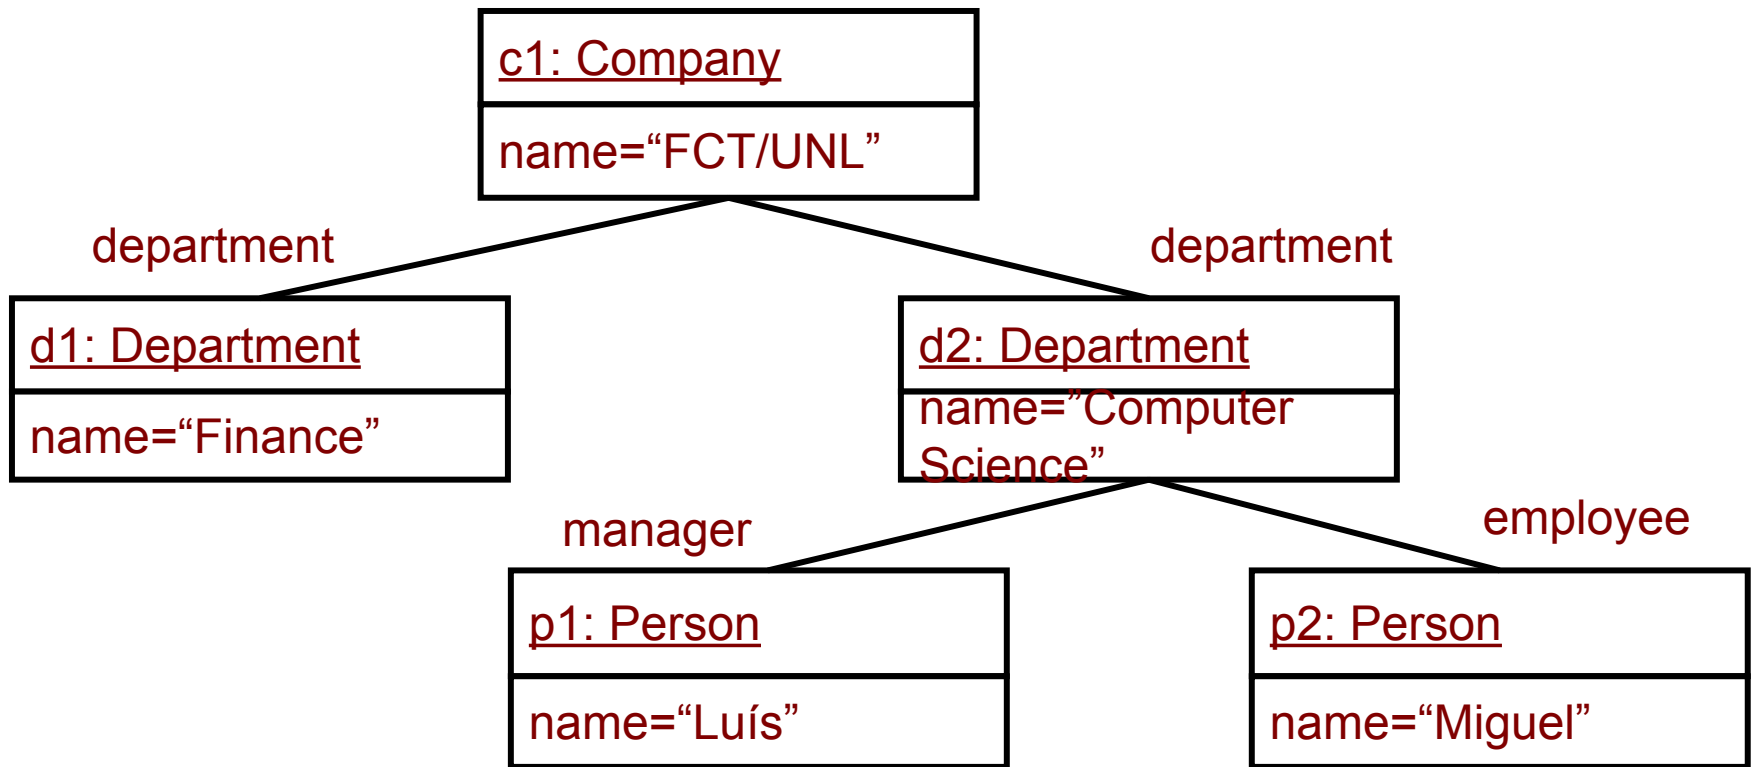 c1: Company
name=“FCT/UNL”
department
department
d1: Department
name=“Finance”
d2: Department
name=”Computer
Science”
manager
employee
p1: Person
name=“Luís”
p2: Person
name=“Miguel”